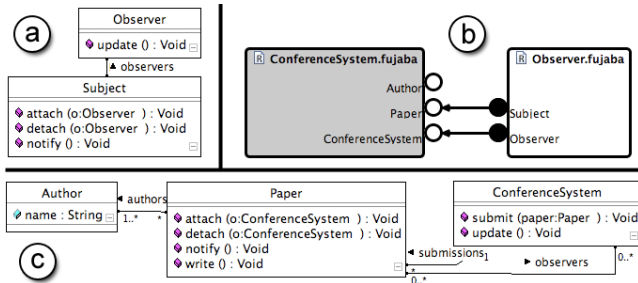 a
Observer
update () : Void
observers
Subject
attach (o:Observer ) : Void
detach (o:Observer ) : Void
notify () : Void
b
R ConferenceSystem.fujaba
Author
Paper
ConferenceSystem
R Observer.fujaba
Subject
Observer
c
Author
name : String
authors
1..* *
Paper
attach (o:ConferenceSystem ) : Void
detach (o:ConferenceSystem ) : Void
notify () : Void
write () : Void
ConferenceSystem
submit (paper:Paper ) : Void
update () : Void
submissions
1
0..*
*
observers
0..*